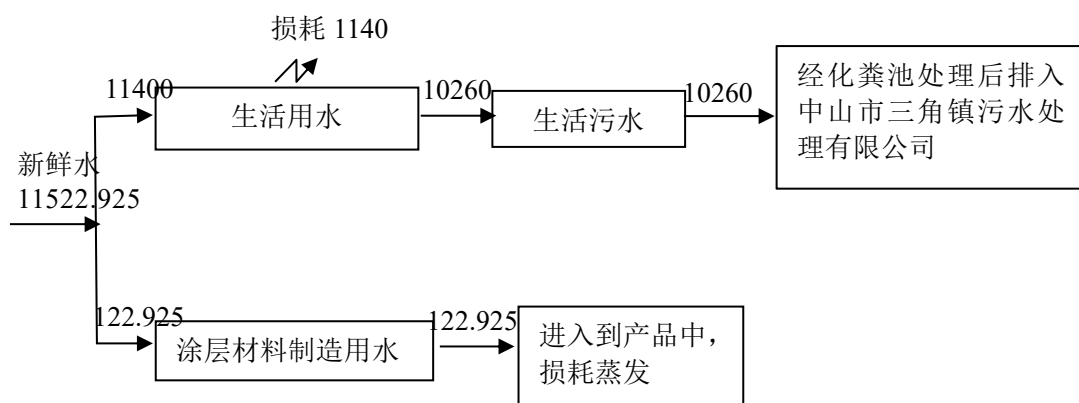 损耗 1140
11400
生活用水
10260
生活污水
10260
经化粪池处理后排入
中山市三角镇污水处
理有限公司
新鲜水
11522.925
122.925
涂层材料制造用水
122.925
进入到产品中，
损耗蒸发